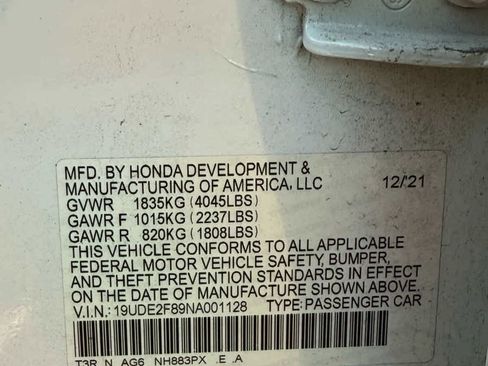 MFD. BY HONDA DEVELOPMENT &
MANUFACTURING OF AMERICA, LLC 12/'21
GVWR 1835KG (4045LBS)
GAWR F 1015KG (2237LBS)
GAWR R 820KG (1808LBS)
THIS VEHICLE CONFORMS TO ALL APPLICABLE
FEDERAL MOTOR VEHICLE SAFETY, BUMPER,
AND THEFT PREVENTION STANDARDS IN EFFECT
ON THE DATE OF MANUFACTURE SHOWN ABOVE.
V.I.N.: 19UDE2F89NA001128 TYPE: PASSENGER CAR
T3R N AG6 NH883PX .E .A